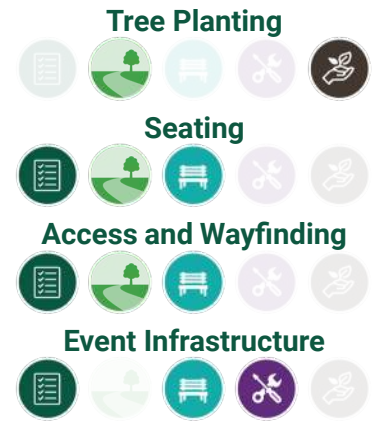 Tree Planting
Seating
Access and Wayfinding
Event Infrastructure